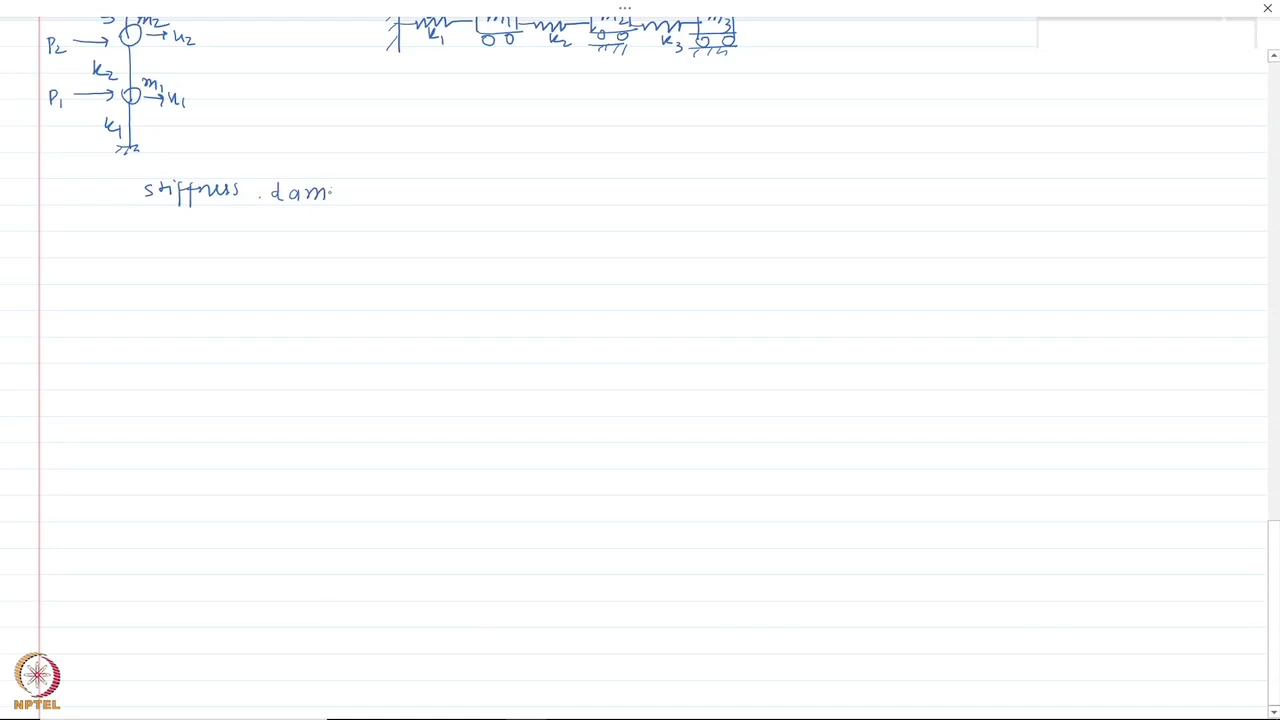 m2
P2 u2
m1 m2 m3
k1 k2 k3
k2
m1
P1 u1
k1
stiffness . dam
NPTEL